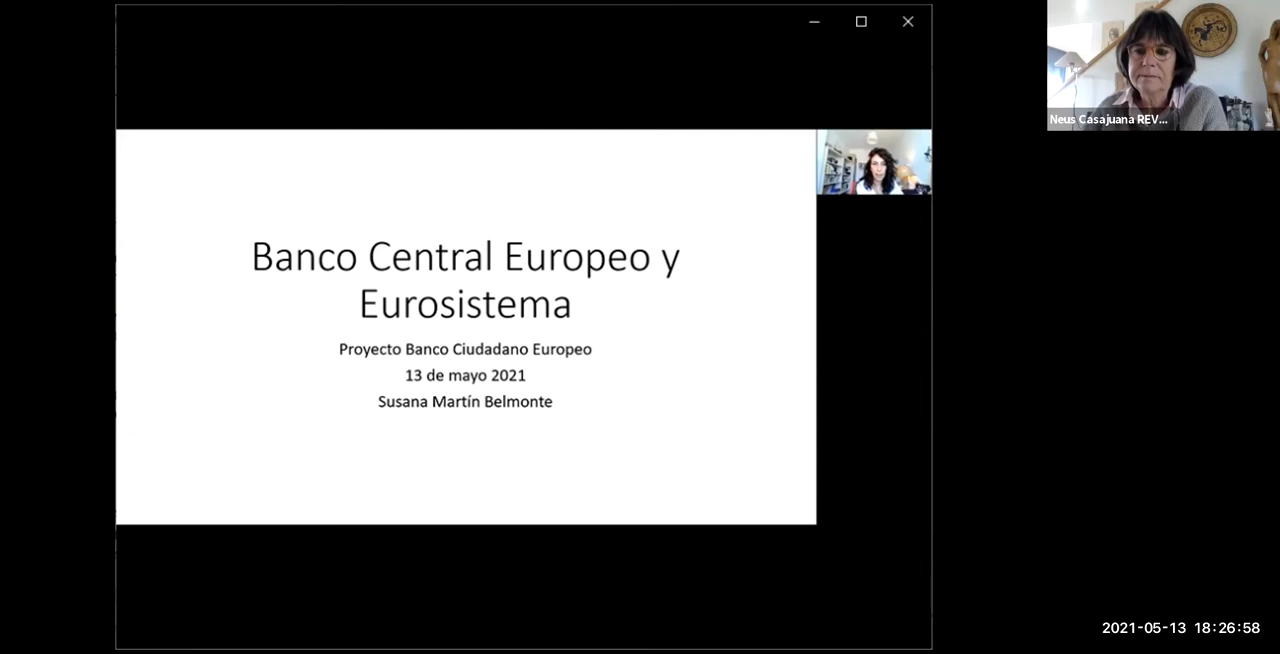 Banco Central Europeo y
Eurosistema
Proyecto Banco Ciudadano Europeo
13 de mayo 2021
Susana Martín Belmonte
Neus Casajuana REV...
2021-05-13 18:26:58